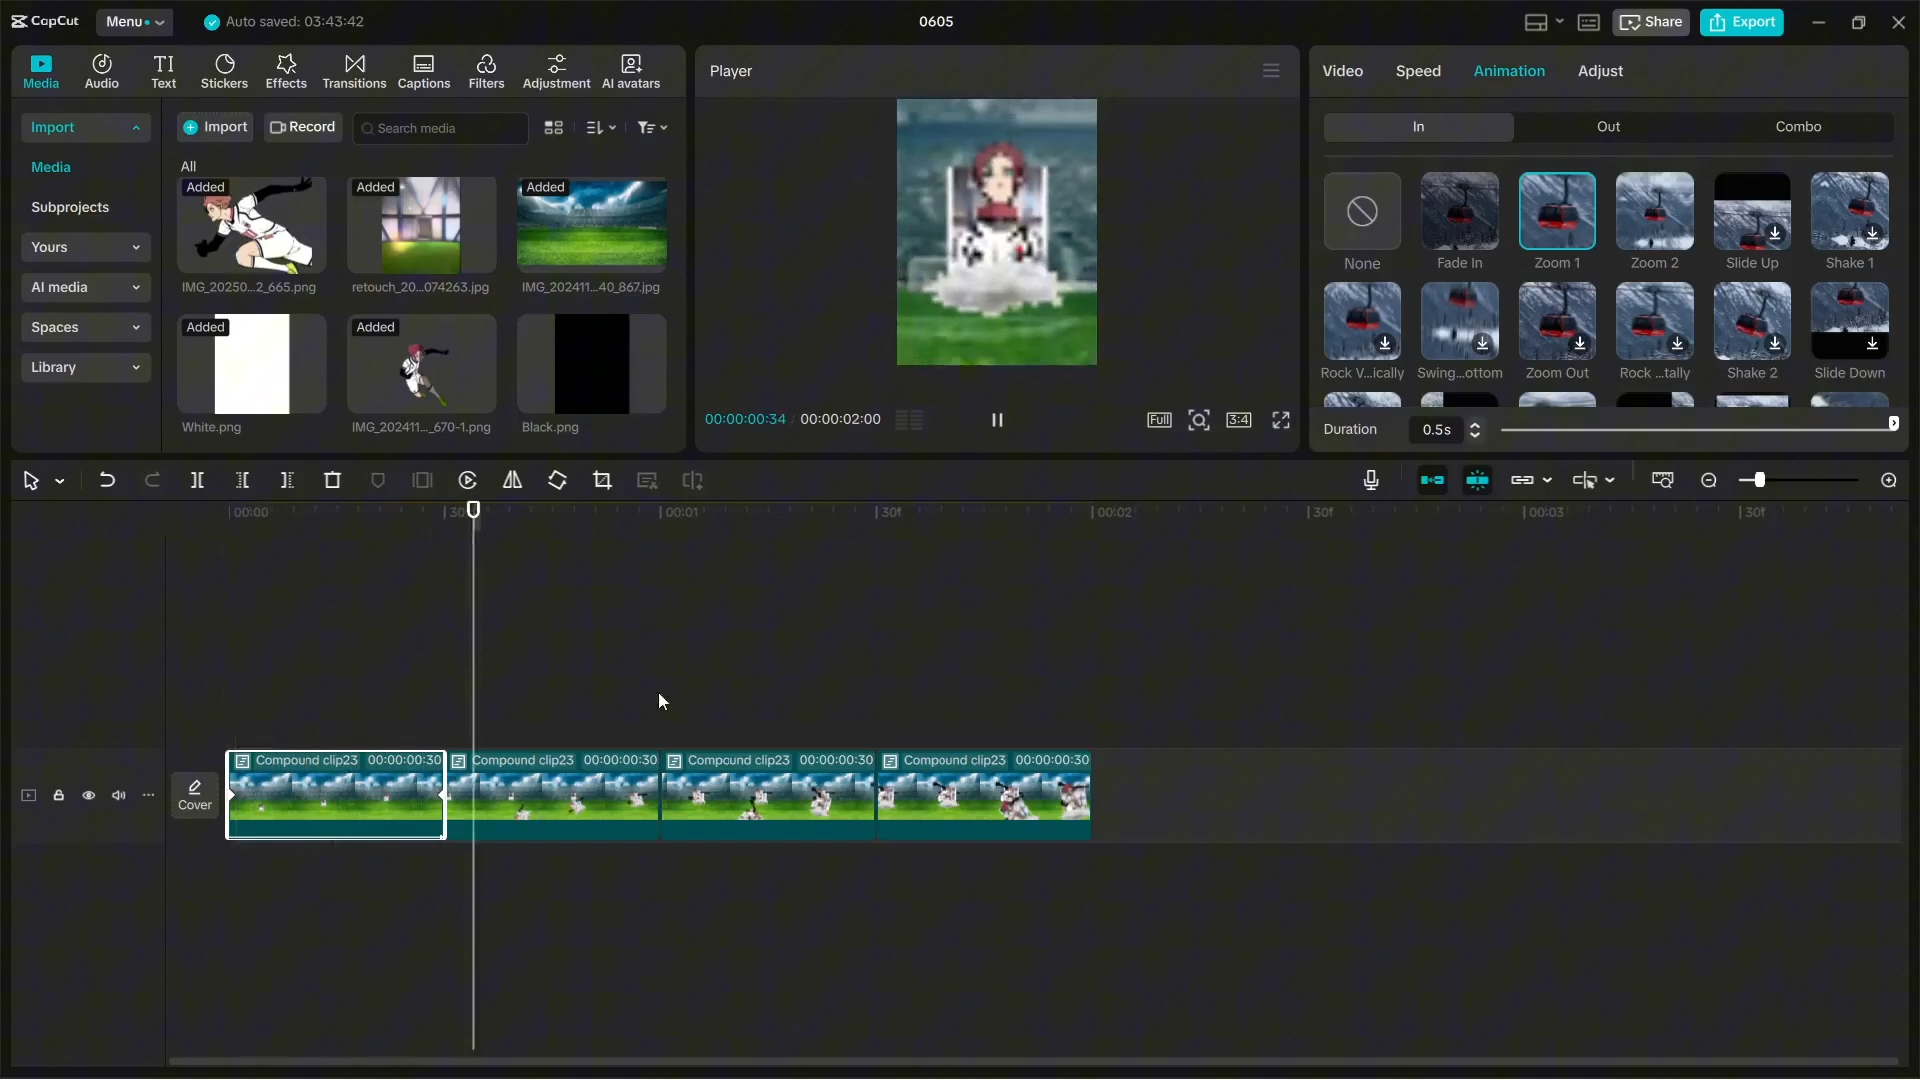 CapCut Menu Auto saved: 03:43:42 0605 Share Export
Media Audio Text Stickers Effects Transitions Captions Filters Adjustment AI avatars
Import
Media
Subprojects
Yours
AI media
Spaces
Library
Import Record Search media
All
Added Added Added
IMG_20250...2_665.png retouch_20...074263.jpg IMG_202411...40_867.jpg
Added Added
White.png IMG_202411..._670-1.png Black.png
Player
00:00:00:34 / 00:00:02:00 Full 3:4
Video Speed Animation Adjust
In Out Combo
None Fade In Zoom 1 Zoom 2 Slide Up Shake 1
Rock V...ically Swing...ottom Zoom Out Rock ...tally Shake 2 Slide Down
Duration 0.5s
00:00 30f 00:01 30f 00:02 30f 00:03 30f
Cover
Compound clip23 00:00:00:30 Compound clip23 00:00:00:30 Compound clip23 00:00:00:30 Compound clip23 00:00:00:30